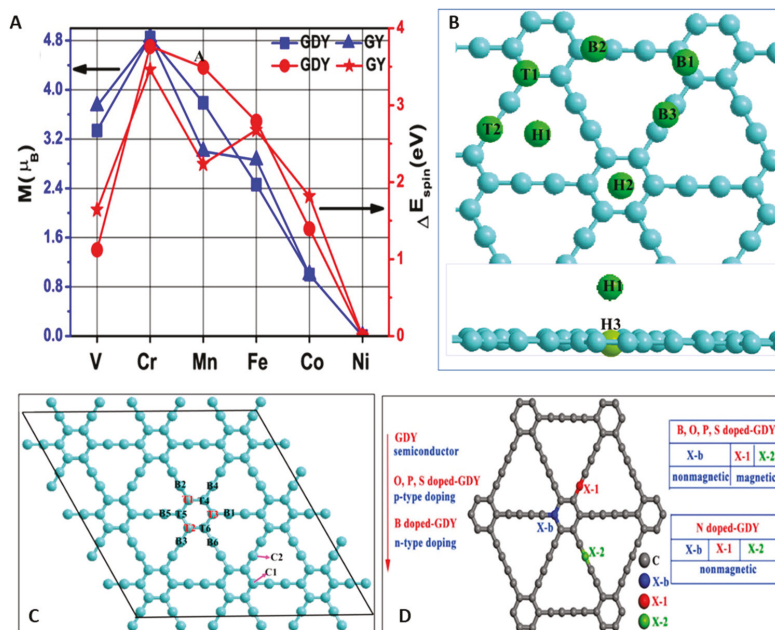 A
GDY GY
GDY GY
A
M(μB)
4.8
4.0
3.2
2.4
1.6
0.8
0.0
4
3
2
1
0
Δ Espin(eV)
V Cr Mn Fe Co Ni
B
B2
B1
T1
B3
T2
H1
H2
H1
H3
B2 B4
T4
B5 T5 B1
T6
B3 B6
C2
C1
C
GDY
semiconductor
O, P, S doped-GDY
p-type doping
B doped-GDY
n-type doping
X-1
X-b
X-2
C
X-b
X-1
X-2
B, O, P, S doped-GDY
X-b X-1 X-2
nonmagnetic magnetic
N doped-GDY
X-b X-1 X-2
nonmagnetic
D